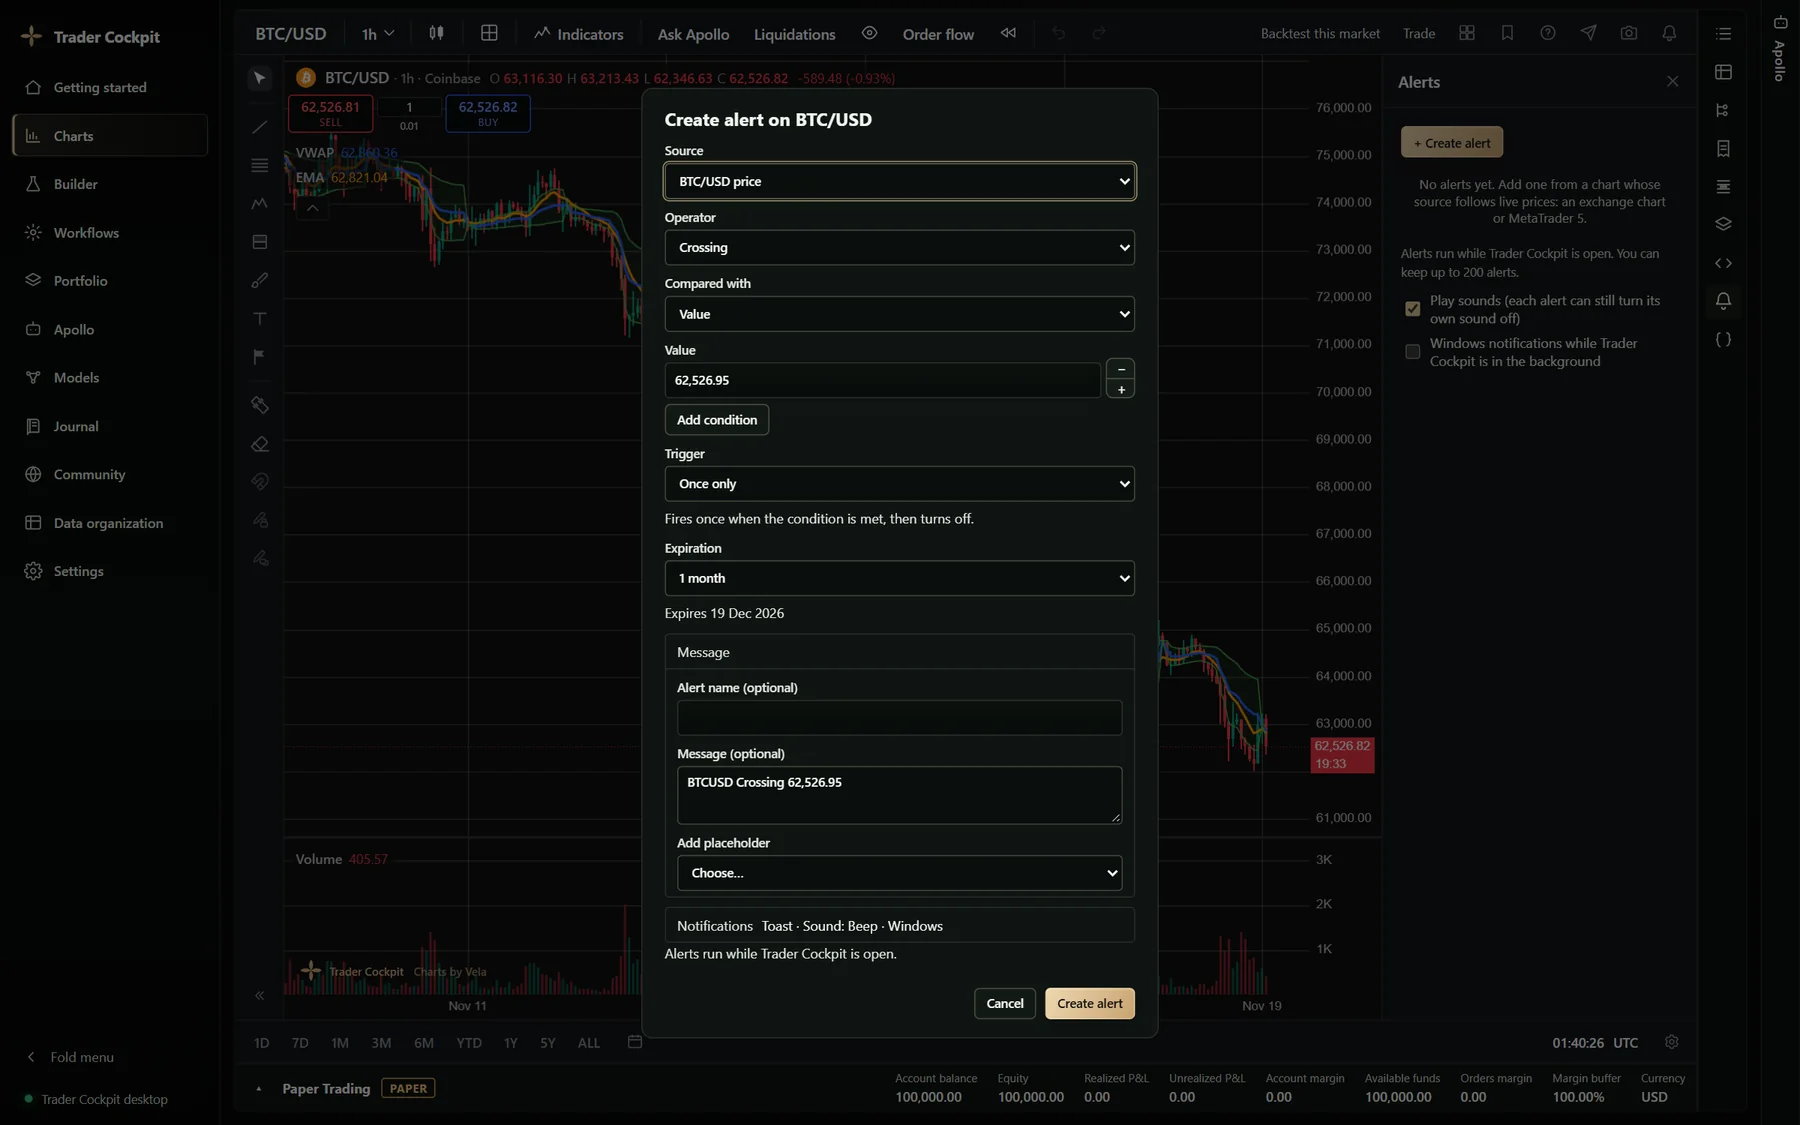 Trader Cockpit
Getting started
Charts
Builder
Workflows
Portfolio
Apollo
Models
Journal
Community
Data organization
Settings
Fold menu
Trader Cockpit desktop
BTC/USD
1h
Indicators
Ask Apollo
Liquidations
Order flow
Backtest this market
Trade
BTC/USD · 1h · Coinbase O 63,116.30 H 63,213.43 L 62,346.63 C 62,526.82 -589.48 (-0.93%)
62,526.81
SELL
1
0.01
62,526.82
BUY
VWAP 62,860.36
EMA 62,821.04
Create alert on BTC/USD
Source
BTC/USD price
Operator
Crossing
Compared with
Value
Value
62,526.95
−
+
Add condition
Trigger
Once only
Fires once when the condition is met, then turns off.
Expiration
1 month
Expires 19 Dec 2026
Message
Alert name (optional)
Message (optional)
BTCUSD Crossing 62,526.95
Add placeholder
Choose...
Notifications Toast · Sound: Beep · Windows
Alerts run while Trader Cockpit is open.
Cancel
Create alert
76,000.00
75,000.00
74,000.00
73,000.00
72,000.00
71,000.00
70,000.00
69,000.00
68,000.00
67,000.00
66,000.00
65,000.00
64,000.00
63,000.00
62,526.82
19:33
61,000.00
Volume 405.57
3K
2K
1K
Trader Cockpit Charts by Vela
Nov 11
Nov 19
1D 7D 1M 3M 6M YTD 1Y 5Y ALL
01:40:26 UTC
Paper Trading PAPER
Account balance
100,000.00
Equity
100,000.00
Realized P&L
0.00
Unrealized P&L
0.00
Account margin
0.00
Available funds
100,000.00
Orders margin
0.00
Margin buffer
100.00%
Currency
USD
Alerts
+ Create alert
No alerts yet. Add one from a chart whose
source follows live prices: an exchange chart
or MetaTrader 5.
Alerts run while Trader Cockpit is open. You can
keep up to 200 alerts.
Play sounds (each alert can still turn its
own sound off)
Windows notifications while Trader
Cockpit is in the background
Apollo